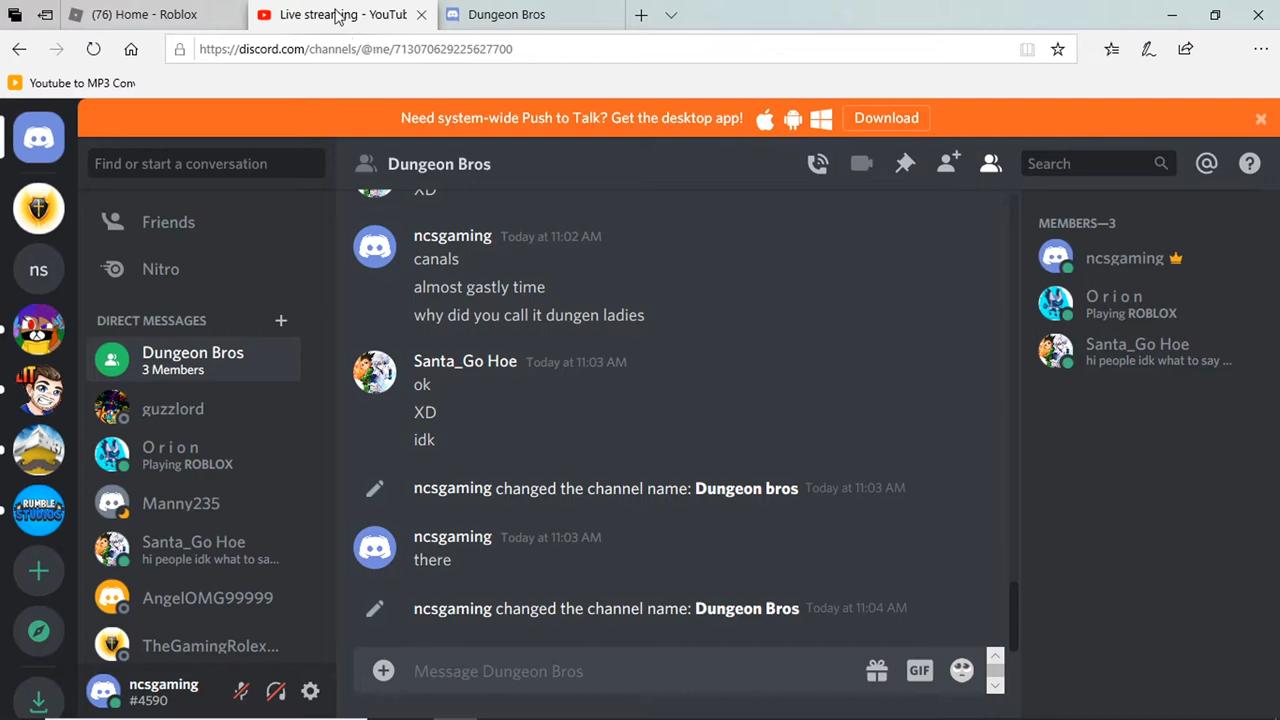 (76) Home - Roblox
Live streaming - YouTub
Dungeon Bros
https://discord.com/channels/@me/713070629225627700
Youtube to MP3 Conv
Need system-wide Push to Talk? Get the desktop app!
Download
Find or start a conversation
Dungeon Bros
Search
Friends
Nitro
DIRECT MESSAGES
Dungeon Bros
3 Members
guzzlord
O r i o n
Playing ROBLOX
Manny235
Santa_Go Hoe
hi people idk what to sa...
AngelOMG99999
TheGamingRolex...
ncsgaming
#4590
ns
LIT
RUMBLE
STUDIOS
XD
ncsgaming Today at 11:02 AM
canals
almost gastly time
why did you call it dungen ladies
Santa_Go Hoe Today at 11:03 AM
ok
XD
idk
ncsgaming changed the channel name: Dungeon bros Today at 11:03 AM
ncsgaming Today at 11:03 AM
there
ncsgaming changed the channel name: Dungeon Bros Today at 11:04 AM
Message Dungeon Bros
GIF
MEMBERS—3
ncsgaming
O r i o n
Playing ROBLOX
Santa_Go Hoe
hi people idk what to say ...